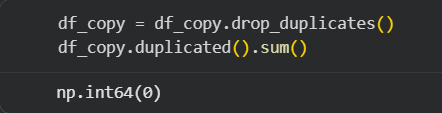 df_copy = df_copy.drop_duplicates()
df_copy.duplicated().sum()
np.int64(0)